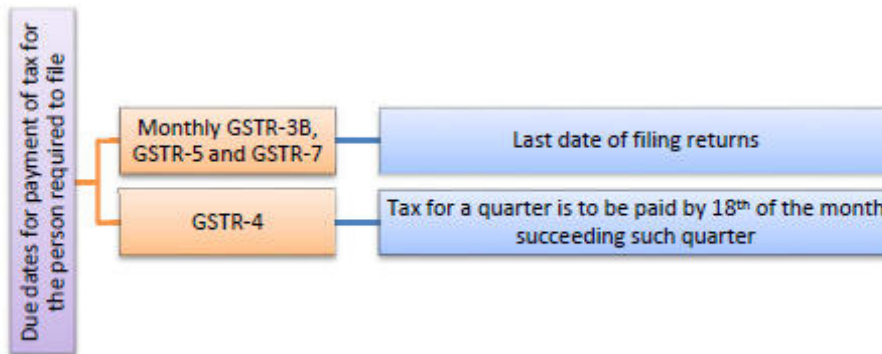 Due dates for payment of tax for
the person required to file
Monthly GSTR-3B,
GSTR-5 and GSTR-7
Last date of filing returns
GSTR-4
Tax for a quarter is to be paid by 18th of the month
succeeding such quarter